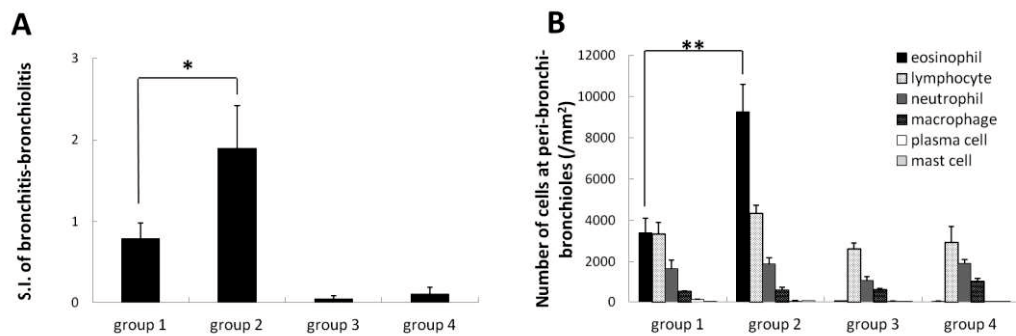 A
S.I. of bronchitis-bronchiolitis
3
2
1
0
*
group 1 group 2 group 3 group 4
B
Number of cells at peri-bronchi-
bronchioles (/mm²)
12000
10000
8000
6000
4000
2000
0
**
eosinophil
lymphocyte
neutrophil
macrophage
plasma cell
mast cell
group 1 group 2 group 3 group 4